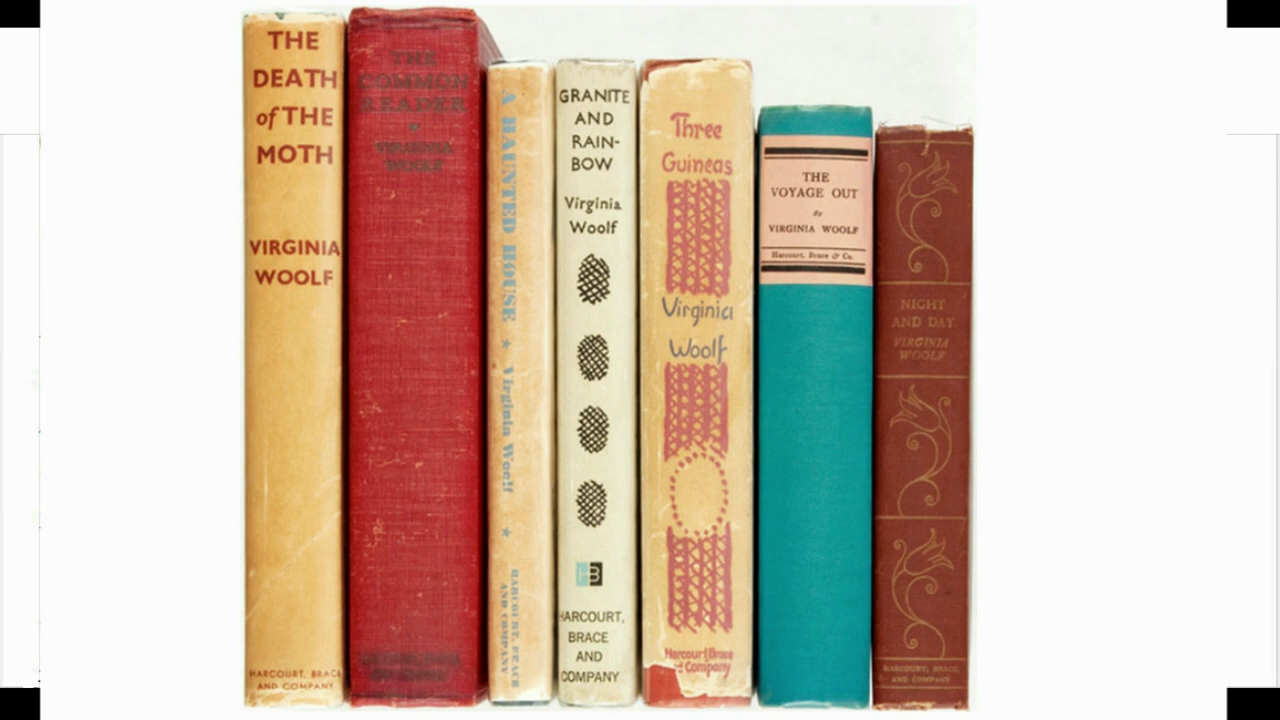 THE
DEATH
of THE
MOTH
VIRGINIA
WOOLF
HARCOURT, BRACE
AND COMPANY
THE
COMMON
READER
VIRGINIA
WOOLF
A HAUNTED HOUSE ★ Virginia Woolf ★
HARCOURT, BRACE
AND COMPANY
GRANITE
AND
RAIN-
BOW
Virginia
Woolf
HB
HARCOURT,
BRACE
AND
COMPANY
Three
Guineas
Virginia
Woolf
Harcourt, Brace
and Company
THE
VOYAGE OUT
By
VIRGINIA WOOLF
Harcourt, Brace & Co.
NIGHT
AND DAY
VIRGINIA
WOOLF
HARCOURT, BRACE
AND COMPANY